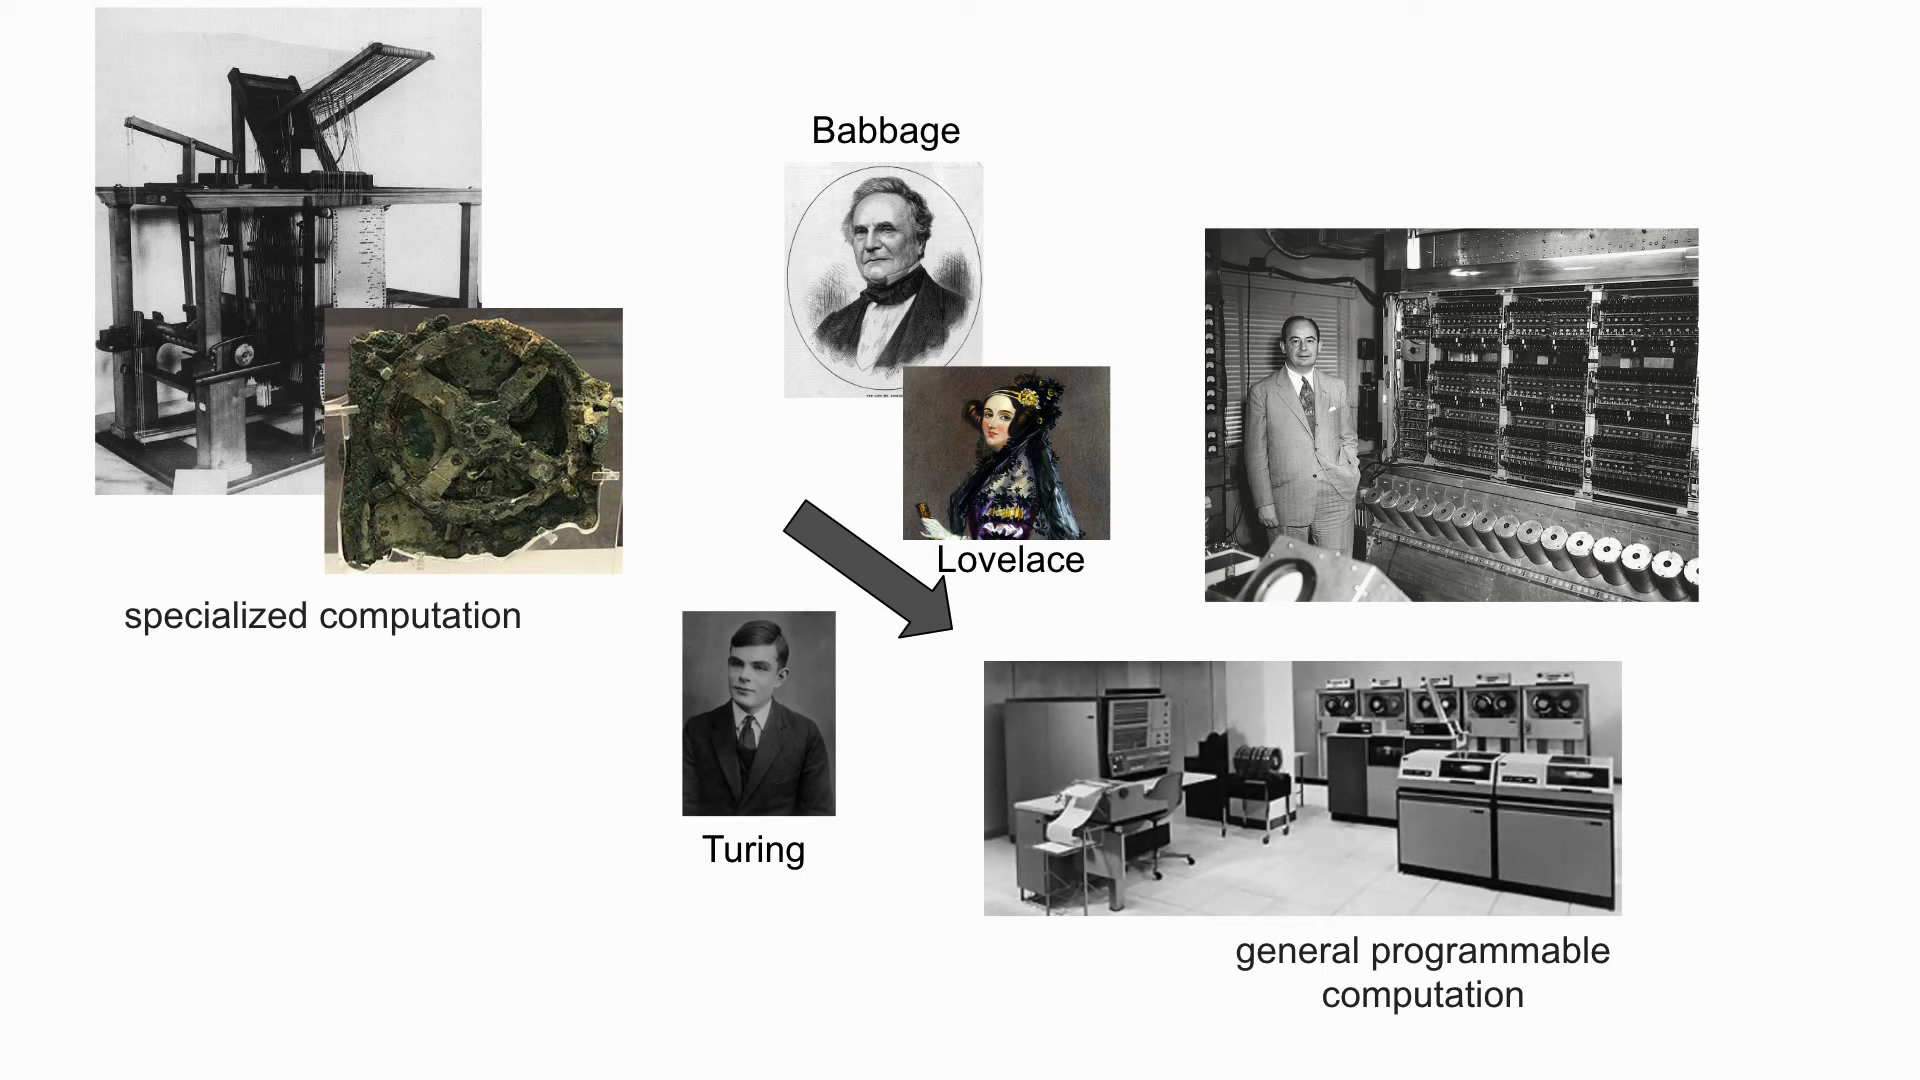 Babbage
Lovelace
specialized computation
Turing
general programmable
computation